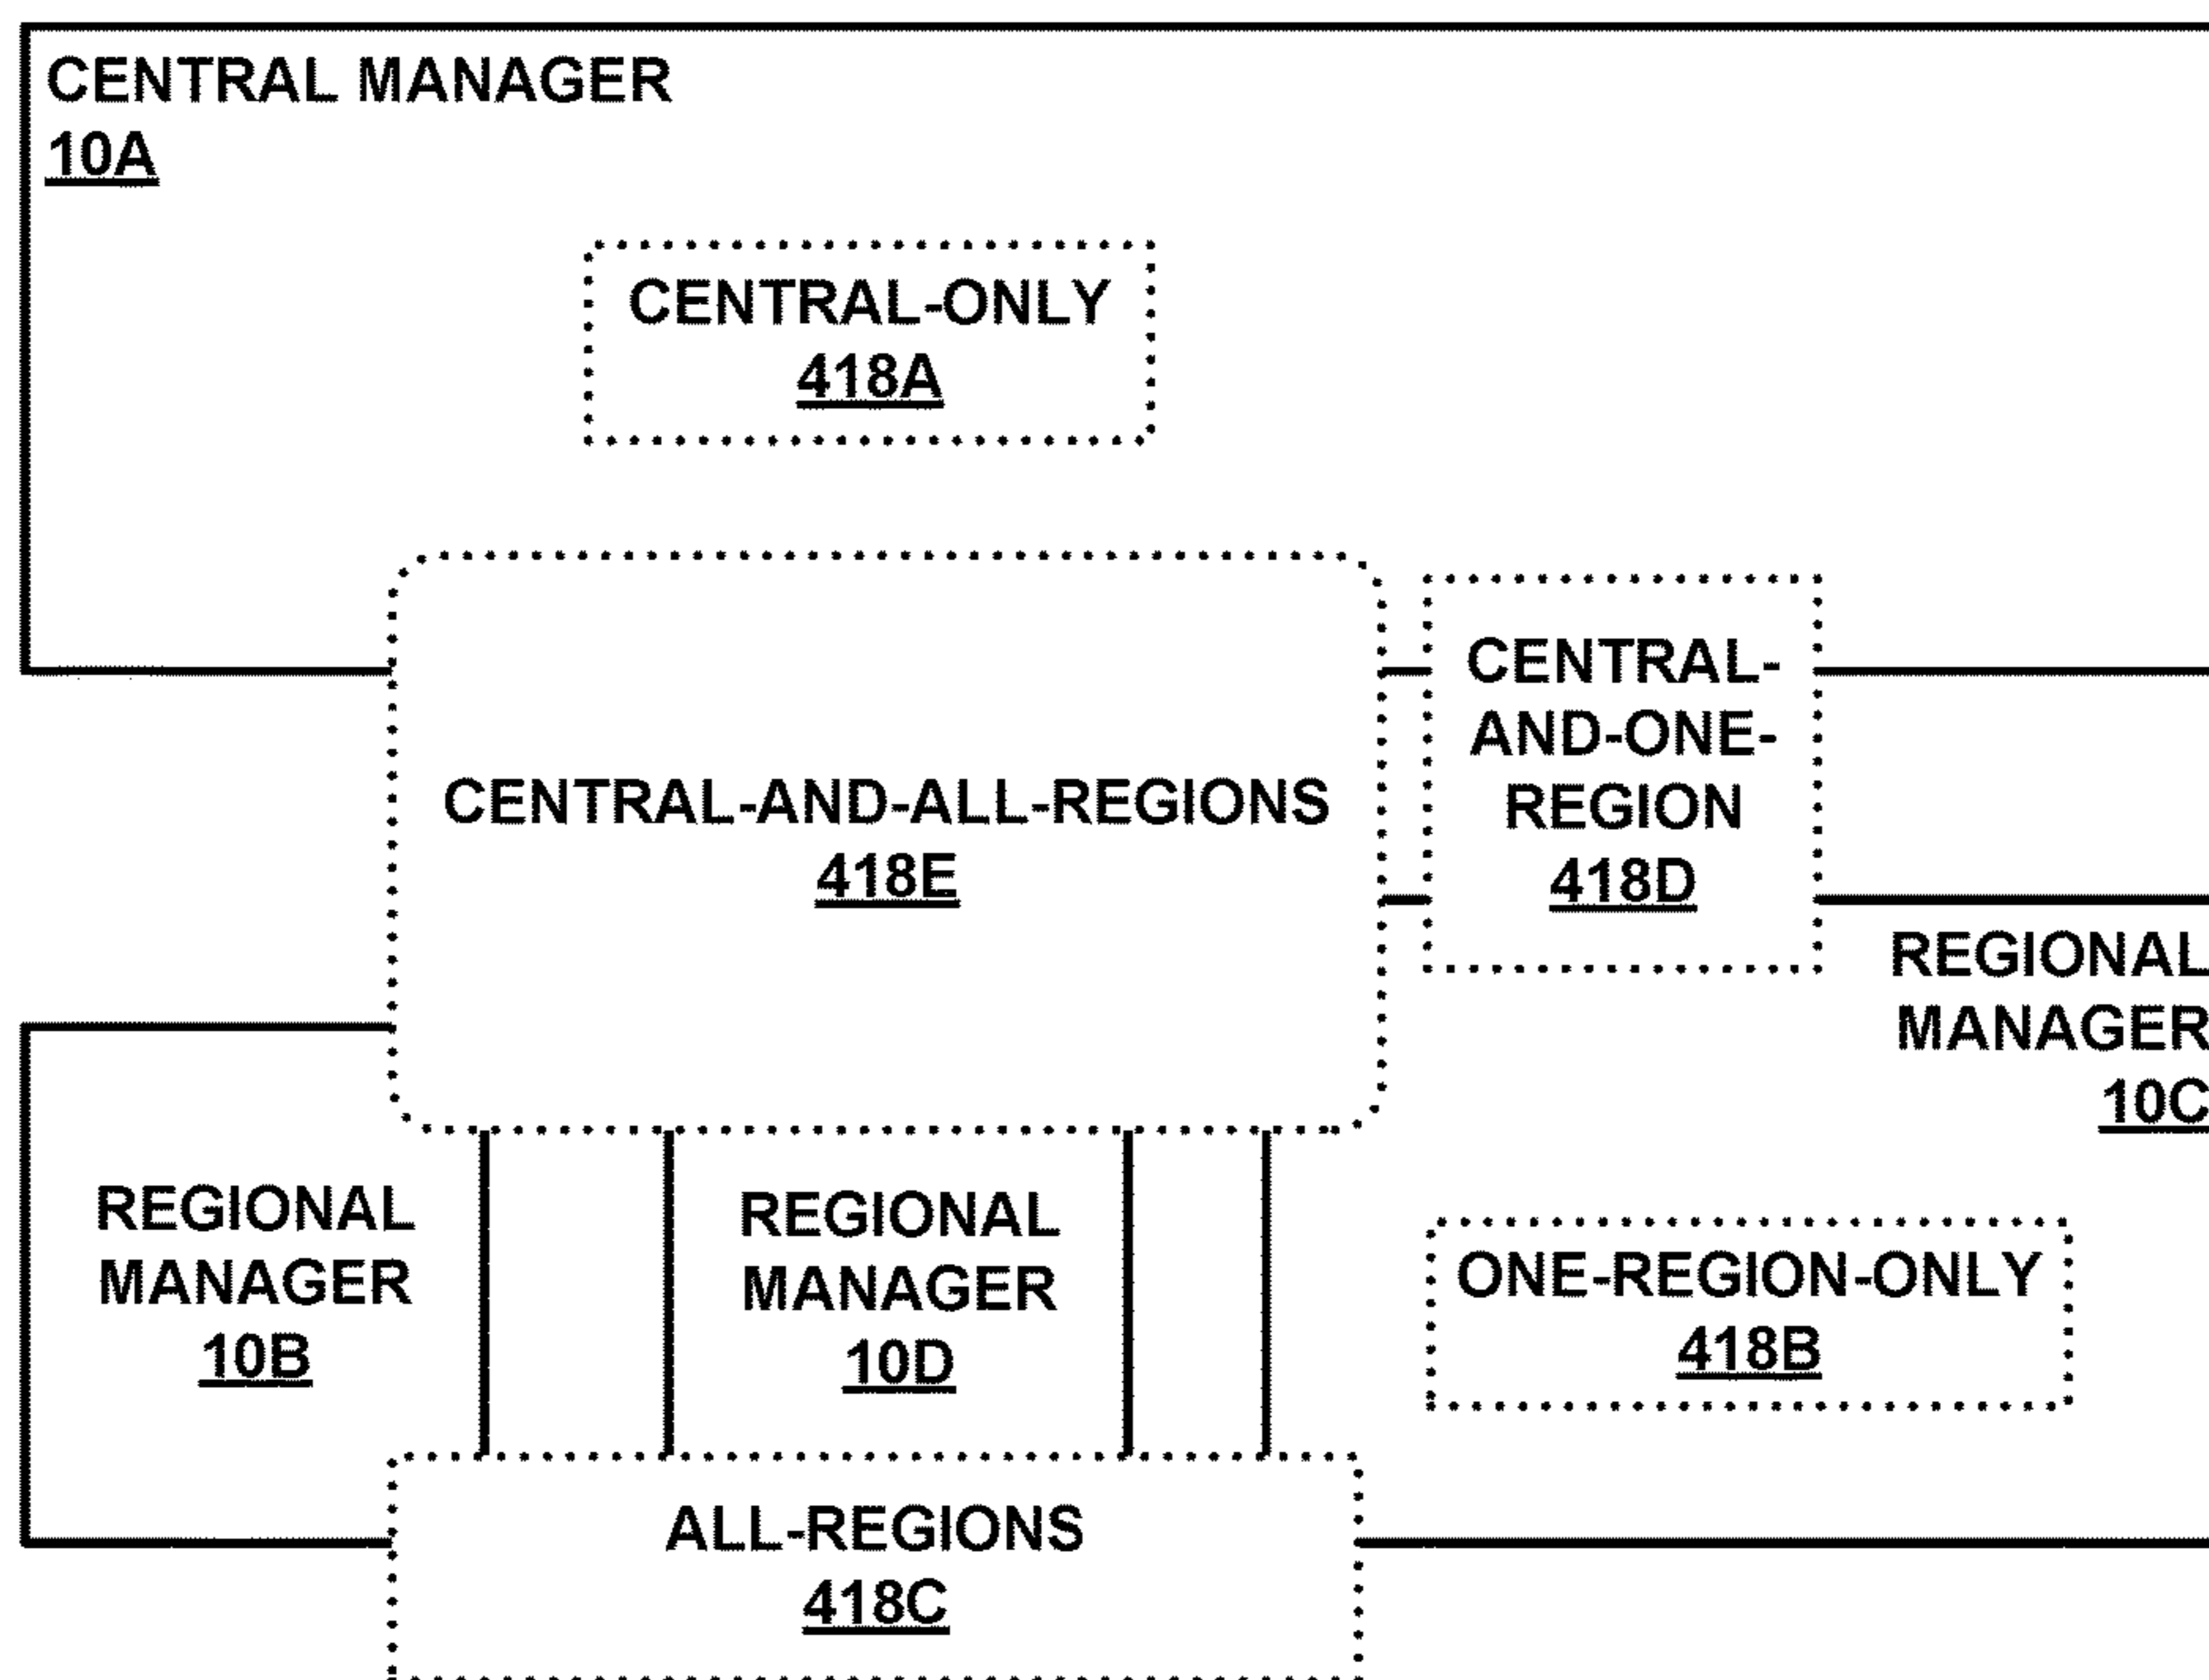 CENTRAL MANAGER
10A
CENTRAL-ONLY
418A
CENTRAL-AND-ALL-REGIONS
418E
CENTRAL-
AND-ONE-
REGION
418D
REGIONAL
MANAGER
10C
REGIONAL
MANAGER
10B
REGIONAL
MANAGER
10D
ONE-REGION-ONLY
418B
ALL-REGIONS
418C